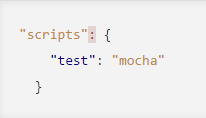 "scripts": {
"test": "mocha"
}